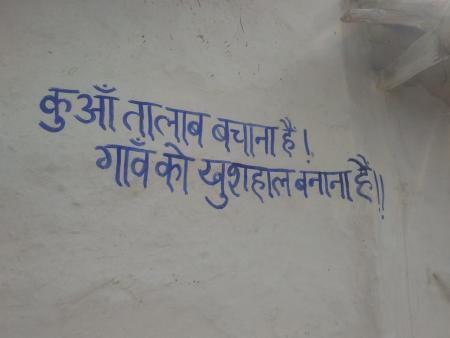 कुआँ तालाब बचाना है।
गाँव को खुशहाल बनाना है॥